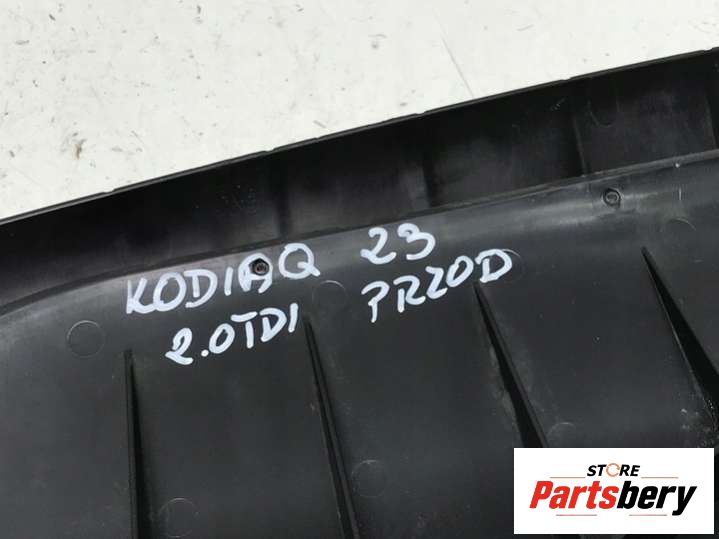 KODIAQ 23
2.0TDI PRZOD
STORE
Partsbery